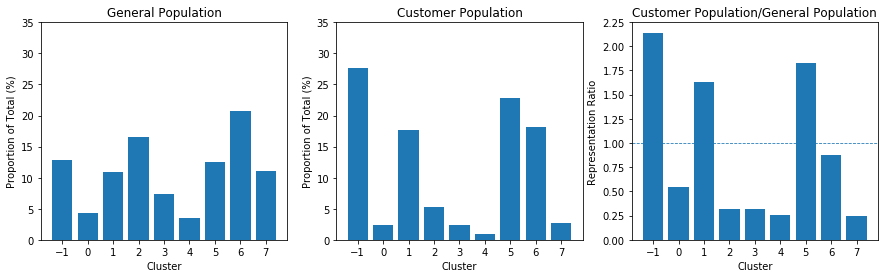 General Population
Proportion of Total (%)
35
30
25
20
15
10
5
0
−1 0 1 2 3 4 5 6 7
Cluster
Customer Population
Proportion of Total (%)
35
30
25
20
15
10
5
0
−1 0 1 2 3 4 5 6 7
Cluster
Customer Population/General Population
Representation Ratio
2.25
2.00
1.75
1.50
1.25
1.00
0.75
0.50
0.25
0.00
−1 0 1 2 3 4 5 6 7
Cluster